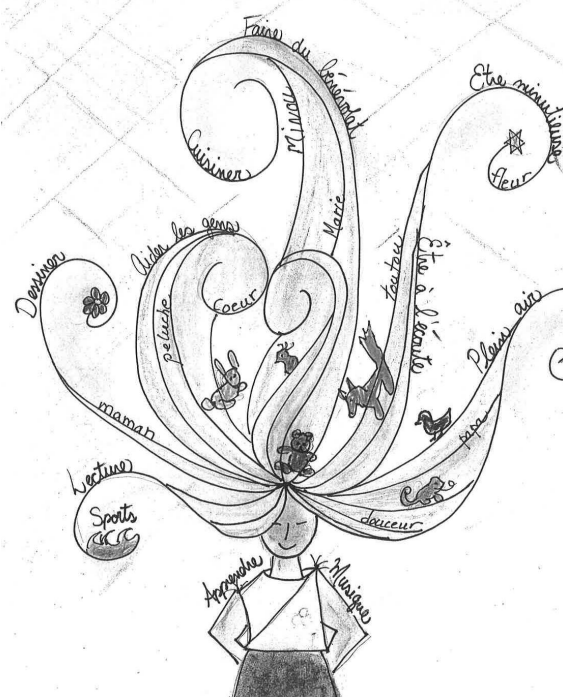 Faire du bénévolat
Cuisiner
Minou
Marie
Être minutieuse
fleur
Aider les gens
peluche
coeur
toutou
Être à l'écoute
Dessiner
maman
Plein air
papa
Lecture
Sports
douceur
Apprendre
Musique